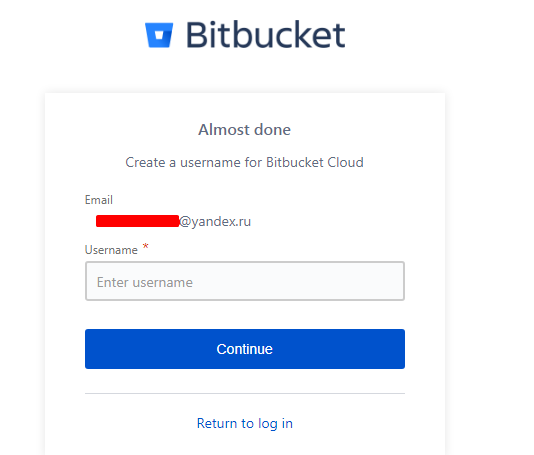 Bitbucket
Almost done
Create a username for Bitbucket Cloud
Email
@yandex.ru
Username *
Enter username
Continue
Return to log in